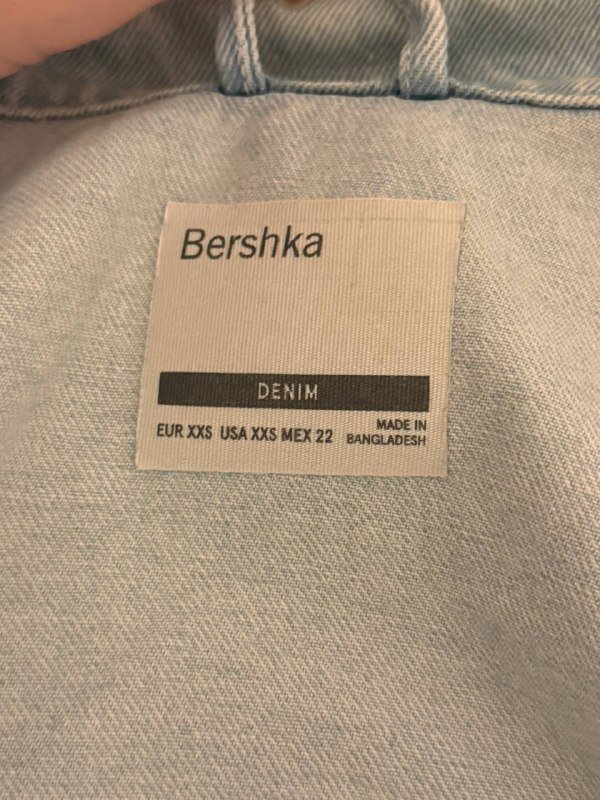 Bershka
DENIM
EUR XXS USA XXS MEX 22
MADE IN
BANGLADESH